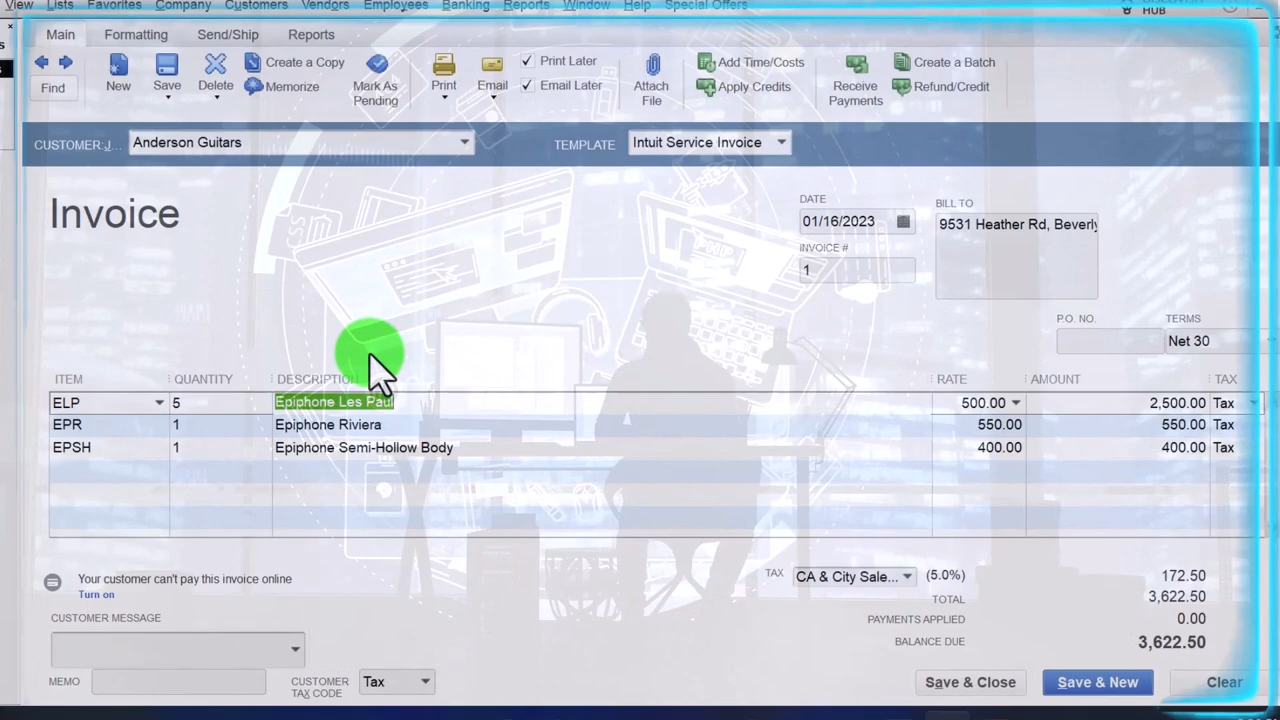 View Lists Favorites Company Customers Vendors Employees Banking Reports Window Help Special Offers
HUB
Main Formatting Send/Ship Reports
Find New Save Delete Create a Copy Memorize Mark As Pending Print Email Print Later Email Later Attach File Add Time/Costs Apply Credits Receive Payments Create a Batch Refund/Credit
CUSTOMER:J... Anderson Guitars TEMPLATE Intuit Service Invoice
Invoice
DATE
01/16/2023
INVOICE #
1
BILL TO
9531 Heather Rd, Beverly
P.O. NO. TERMS
Net 30
ITEM QUANTITY DESCRIPTION RATE AMOUNT TAX
ELP 5 Epiphone Les Paul 500.00 2,500.00 Tax
EPR 1 Epiphone Riviera 550.00 550.00 Tax
EPSH 1 Epiphone Semi-Hollow Body 400.00 400.00 Tax
Your customer can't pay this invoice online
Turn on
TAX CA & City Sale... (5.0%) 172.50
TOTAL 3,622.50
PAYMENTS APPLIED 0.00
BALANCE DUE 3,622.50
CUSTOMER MESSAGE
MEMO CUSTOMER TAX CODE Tax
Save & Close Save & New Clear